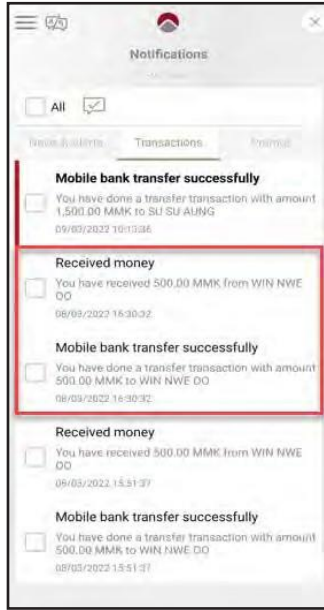 Notifications
All
Transactions
Mobile bank transfer successfully
You have done a transfer transaction with amount
1,500.00 MMK to SU SU AUNG
09/03/2022 10:13:36
Received money
You have received 500.00 MMK from WIN NWE
OO
08/03/2022 16:30:32
Mobile bank transfer successfully
You have done a transfer transaction with amount
500.00 MMK to WIN NWE OO
08/03/2022 16:30:32
Received money
You have received 500.00 MMK from WIN NWE
OO
08/03/2022 15:51:37
Mobile bank transfer successfully
You have done a transfer transaction with amount
500.00 MMK to WIN NWE OO
08/03/2022 15:51:37